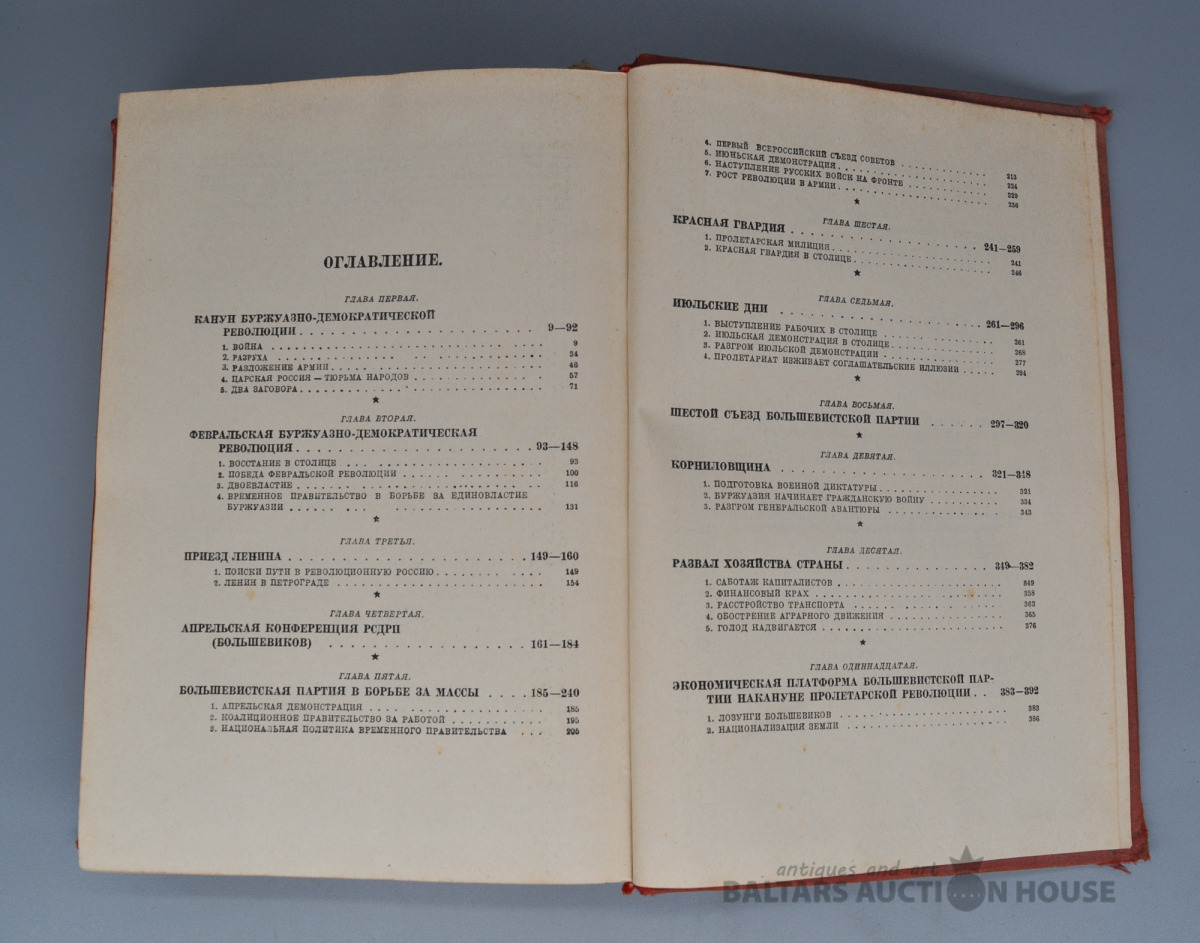 ОГЛАВЛЕНИЕ.
ГЛАВА ПЕРВАЯ.
КАНУН БУРЖУАЗНО-ДЕМОКРАТИЧЕСКОЙ
РЕВОЛЮЦИИ . . . . . . . . . . 9—92
1. ВОЙНА . . . . . . . . . . 9
2. РАЗРУХА . . . . . . . . . . 34
3. РАЗЛОЖЕНИЕ АРМИИ . . . . . . . . . . 46
4. ЦАРСКАЯ РОССИЯ — ТЮРЬМА НАРОДОВ . . . . . . . . . . 57
5. ДВА ЗАГОВОРА . . . . . . . . . . 71
★
ГЛАВА ВТОРАЯ.
ФЕВРАЛЬСКАЯ БУРЖУАЗНО-ДЕМОКРАТИЧЕСКАЯ
РЕВОЛЮЦИЯ . . . . . . . . . . 93—148
1. ВОССТАНИЕ В СТОЛИЦЕ . . . . . . . . . . 93
2. ПОБЕДА ФЕВРАЛЬСКОЙ РЕВОЛЮЦИИ . . . . . . . . . . 100
3. ДВОЕВЛАСТИЕ . . . . . . . . . . 116
4. ВРЕМЕННОЕ ПРАВИТЕЛЬСТВО В БОРЬБЕ ЗА ЕДИНОВЛАСТИЕ
БУРЖУАЗИИ . . . . . . . . . . 131
★
ГЛАВА ТРЕТЬЯ.
ПРИЕЗД ЛЕНИНА . . . . . . . . . . 149—160
1. ПОИСКИ ПУТИ В РЕВОЛЮЦИОННУЮ РОССИЮ . . . . . . . . . . 149
2. ЛЕНИН В ПЕТРОГРАДЕ . . . . . . . . . . 154
★
ГЛАВА ЧЕТВЕРТАЯ.
АПРЕЛЬСКАЯ КОНФЕРЕНЦИЯ РСДРП
(БОЛЬШЕВИКОВ) . . . . . . . . . . 161—184
★
ГЛАВА ПЯТАЯ.
БОЛЬШЕВИСТСКАЯ ПАРТИЯ В БОРЬБЕ ЗА МАССЫ . . . . 185—240
1. АПРЕЛЬСКАЯ ДЕМОНСТРАЦИЯ . . . . . . . . . . 185
2. КОАЛИЦИОННОЕ ПРАВИТЕЛЬСТВО ЗА РАБОТОЙ . . . . . . . . . . 195
3. НАЦИОНАЛЬНАЯ ПОЛИТИКА ВРЕМЕННОГО ПРАВИТЕЛЬСТВА . . . 205
4. ПЕРВЫЙ ВСЕРОССИЙСКИЙ СЪЕЗД СОВЕТОВ . . . . . . . . . . 213
5. ИЮНЬСКАЯ ДЕМОНСТРАЦИЯ . . . . . . . . . . 224
6. НАСТУПЛЕНИЕ РУССКИХ ВОЙСК НА ФРОНТЕ . . . . . . . . . . 229
7. РОСТ РЕВОЛЮЦИИ В АРМИИ . . . . . . . . . . 236
★
ГЛАВА ШЕСТАЯ.
КРАСНАЯ ГВАРДИЯ . . . . . . . . . . 241—259
1. ПРОЛЕТАРСКАЯ МИЛИЦИЯ . . . . . . . . . . 241
2. КРАСНАЯ ГВАРДИЯ В СТОЛИЦЕ . . . . . . . . . . 246
★
ГЛАВА СЕДЬМАЯ.
ИЮЛЬСКИЕ ДНИ . . . . . . . . . . 261—296
1. ВЫСТУПЛЕНИЕ РАБОЧИХ В СТОЛИЦЕ . . . . . . . . . . 261
2. ИЮЛЬСКАЯ ДЕМОНСТРАЦИЯ В СТОЛИЦЕ . . . . . . . . . . 268
3. РАЗГРОМ ИЮЛЬСКОЙ ДЕМОНСТРАЦИИ . . . . . . . . . . 277
4. ПРОЛЕТАРИАТ ИЗЖИВАЕТ СОГЛАШАТЕЛЬСКИЕ ИЛЛЮЗИИ . . . . . 294
★
ГЛАВА ВОСЬМАЯ.
ШЕСТОЙ СЪЕЗД БОЛЬШЕВИСТСКОЙ ПАРТИИ . . . . . . 297—320
★
ГЛАВА ДЕВЯТАЯ.
КОРНИЛОВЩИНА . . . . . . . . . . 321—348
1. ПОДГОТОВКА ВОЕННОЙ ДИКТАТУРЫ . . . . . . . . . . 321
2. БУРЖУАЗИЯ НАЧИНАЕТ ГРАЖДАНСКУЮ ВОЙНУ . . . . . . . . . . 334
3. РАЗГРОМ ГЕНЕРАЛЬСКОЙ АВАНТЮРЫ . . . . . . . . . . 343
★
ГЛАВА ДЕСЯТАЯ.
РАЗВАЛ ХОЗЯЙСТВА СТРАНЫ . . . . . . . . . . 349—382
1. САБОТАЖ КАПИТАЛИСТОВ . . . . . . . . . . 349
2. ФИНАНСОВЫЙ КРАХ . . . . . . . . . . 358
3. РАССТРОЙСТВО ТРАНСПОРТА . . . . . . . . . . 363
4. ОБОСТРЕНИЕ АГРАРНОГО ДВИЖЕНИЯ . . . . . . . . . . 365
5. ГОЛОД НАДВИГАЕТСЯ . . . . . . . . . . 376
★
ГЛАВА ОДИННАДЦАТАЯ.
ЭКОНОМИЧЕСКАЯ ПЛАТФОРМА БОЛЬШЕВИСТСКОЙ ПАР-
ТИИ НАКАНУНЕ ПРОЛЕТАРСКОЙ РЕВОЛЮЦИИ . . 383—392
1. ЛОЗУНГИ БОЛЬШЕВИКОВ . . . . . . . . . . 383
2. НАЦИОНАЛИЗАЦИЯ ЗЕМЛИ . . . . . . . . . . 386
antiques and art
BALTARS AUCTION HOUSE